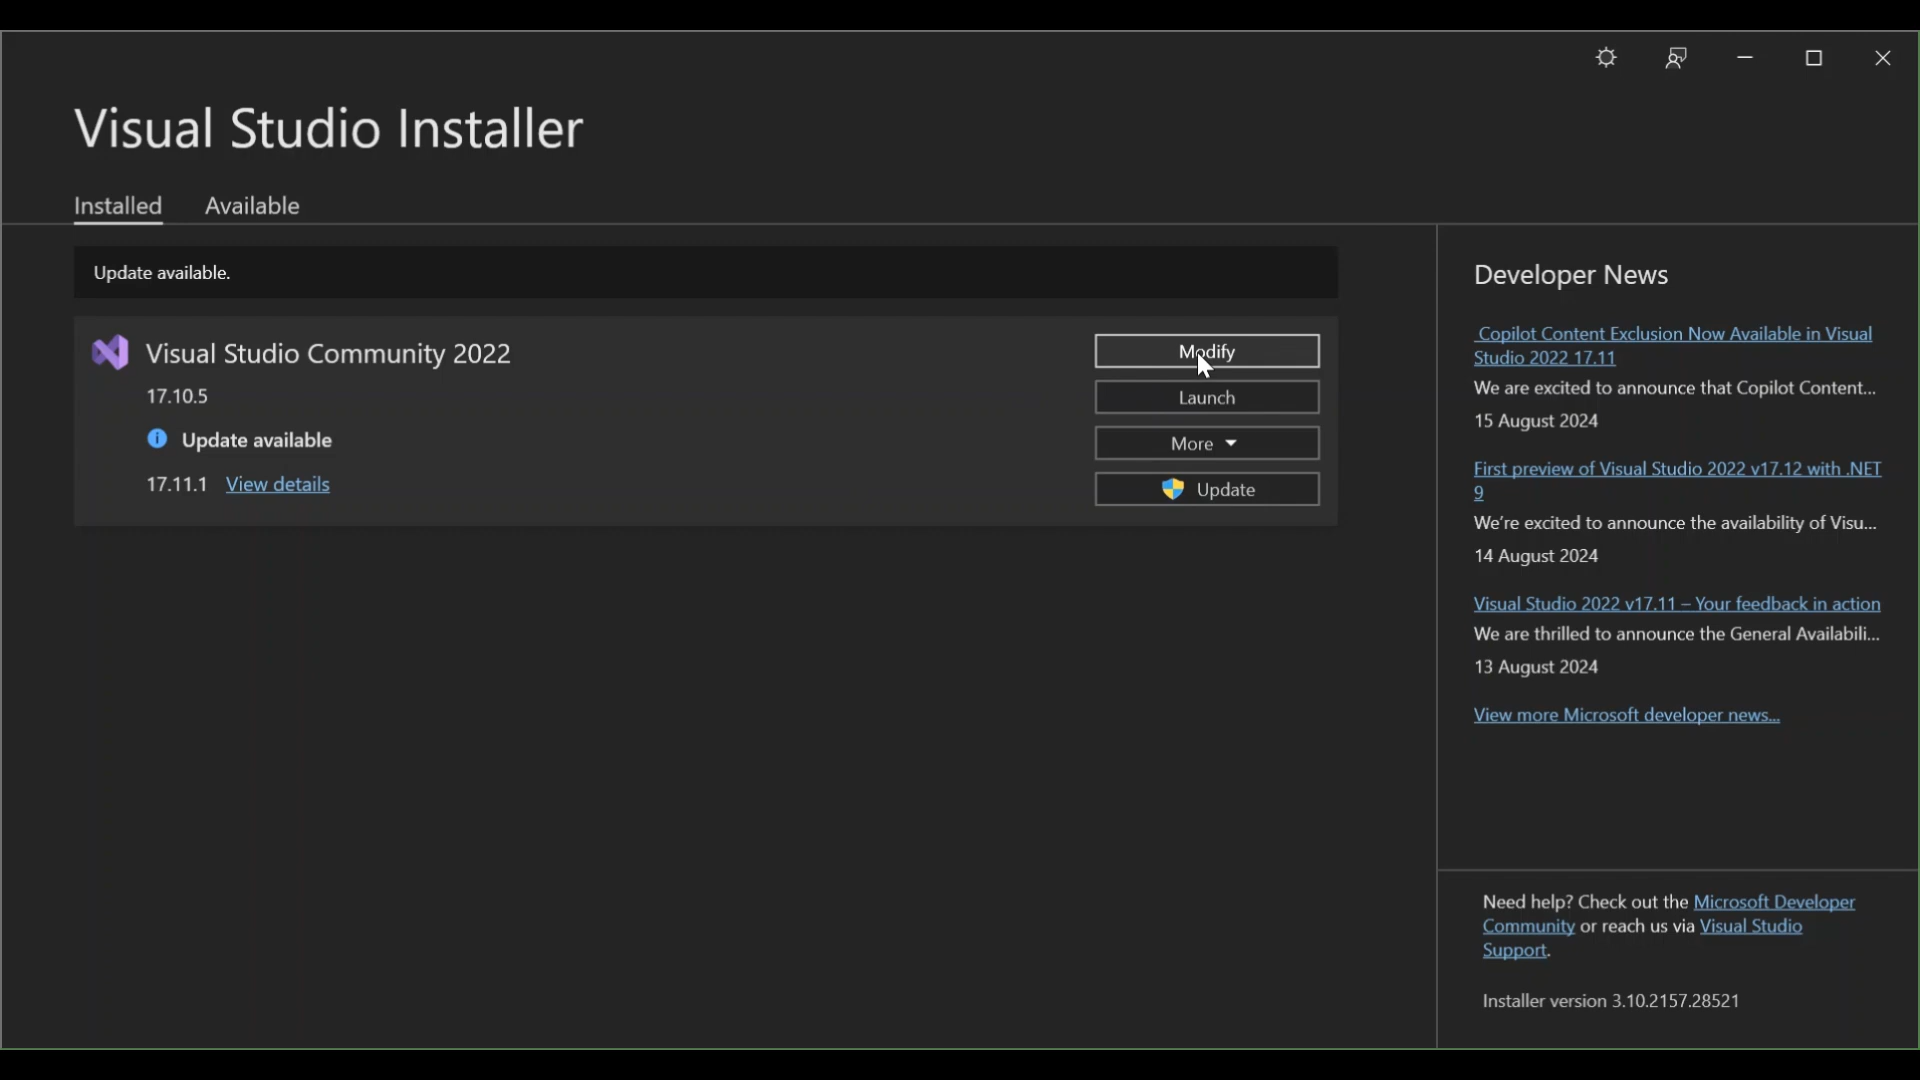 Visual Studio Installer
Installed
Available
Update available.
Visual Studio Community 2022
17.10.5
Update available
17.11.1 View details
Modify
Launch
More
Update
Developer News
Copilot Content Exclusion Now Available in Visual
Studio 2022 17.11
We are excited to announce that Copilot Content...
15 August 2024
First preview of Visual Studio 2022 v17.12 with .NET
9
We're excited to announce the availability of Visu...
14 August 2024
Visual Studio 2022 v17.11 – Your feedback in action
We are thrilled to announce the General Availabili...
13 August 2024
View more Microsoft developer news...
Need help? Check out the Microsoft Developer
Community or reach us via Visual Studio
Support.
Installer version 3.10.2157.28521